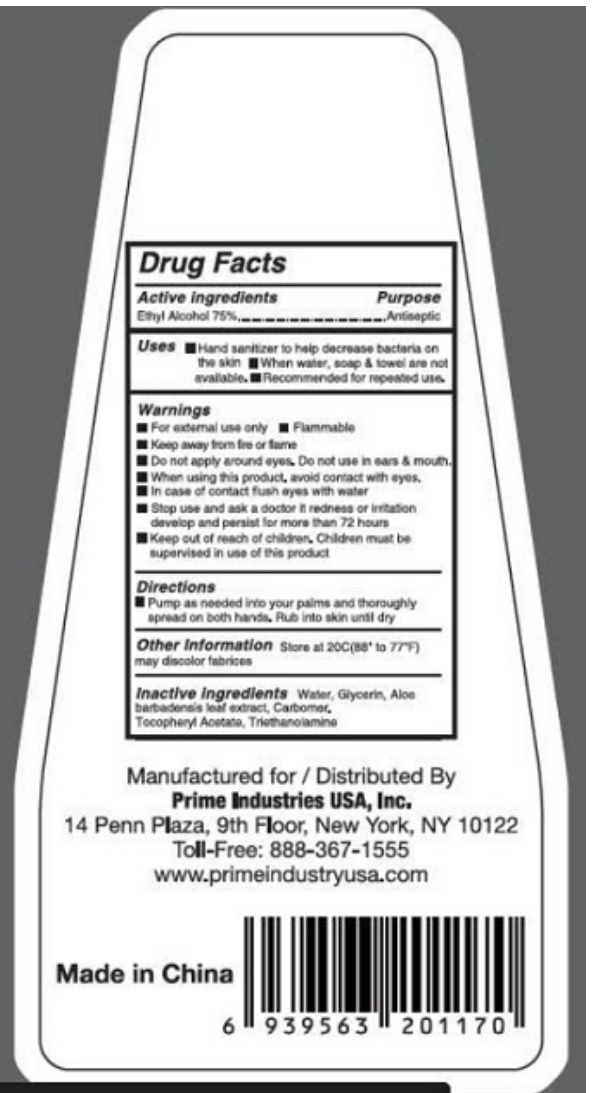 Drug Facts
Active ingredients Purpose
Ethyl Alcohol 75%. Antiseptic
Uses ■ Hand sanitizer to help decrease bacteria on
the skin ■ When water, soap & towel are not
available. ■ Recommended for repeated use.
Warnings
■ For external use only ■ Flammable
■ Keep away from fire or flame
■ Do not apply around eyes. Do not use in ears & mouth.
■ When using this product, avoid contact with eyes.
■ In case of contact flush eyes with water
■ Stop use and ask a doctor it redness or irritation
develop and persist for more than 72 hours
■ Keep out of reach of children. Children must be
supervised in use of this product
Directions
■ Pump as needed into your palms and thoroughly
spread on both hands. Rub into skin until dry
Other Information Store at 20C(88° to 77°F)
may discolor fabrices
Inactive ingredients Water, Glycerin, Aloe
barbadensis leaf extract, Carbomer,
Tocopheryl Acetate, Triethanolamine
Manufactured for / Distributed By
Prime Industries USA, Inc.
14 Penn Plaza, 9th Floor, New York, NY 10122
Toll-Free: 888-367-1555
www.primeindustryusa.com
Made in China
6 939563 201170